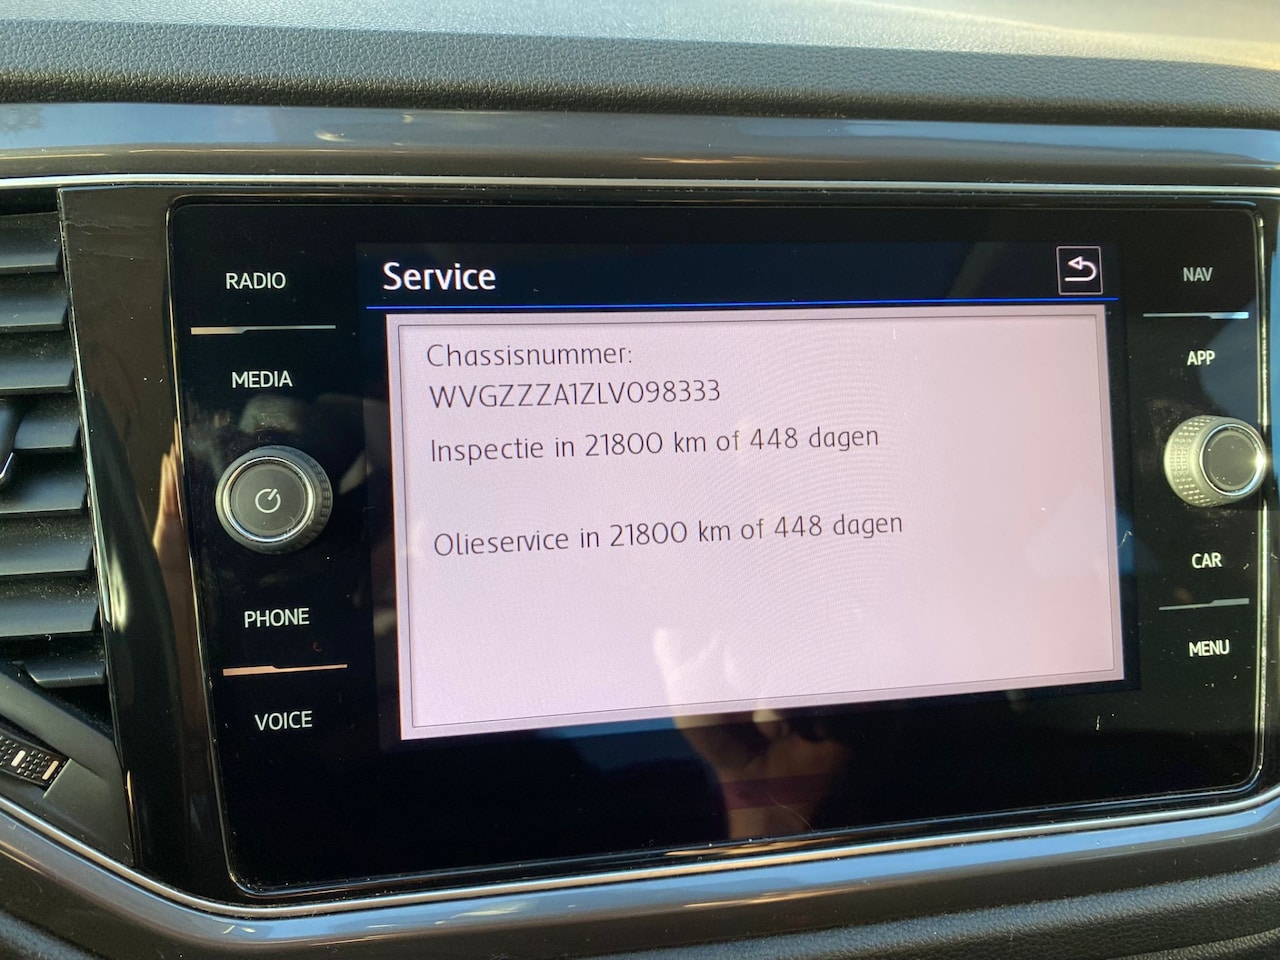 Service
RADIO
MEDIA
PHONE
VOICE
Chassisnummer:
WVGZZZA1ZLV098333
Inspectie in 21800 km of 448 dagen
Olieservice in 21800 km of 448 dagen
NAV
APP
CAR
MENU